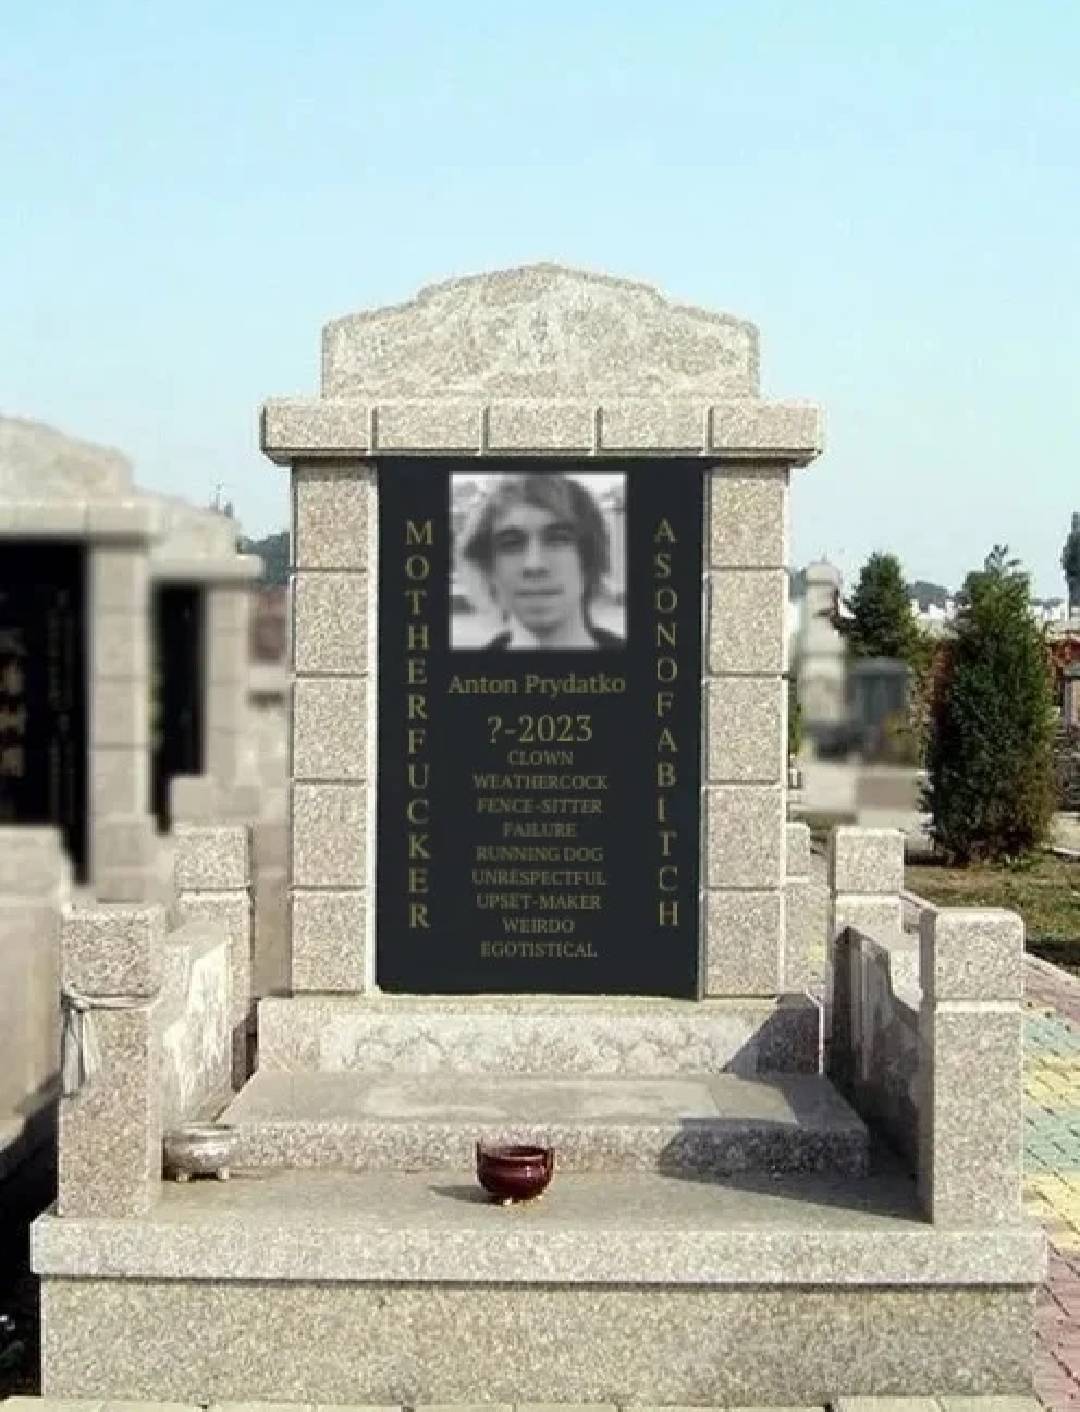 MOTHERFUCKER
Anton Prydatko
?-2023
CLOWN
WEATHERCOCK
FENCE-SITTER
FAILURE
RUNNING DOG
UNRESPECTFUL
UPSET-MAKER
WEIRDO
EGOTISTICAL
ASONOFABITCH